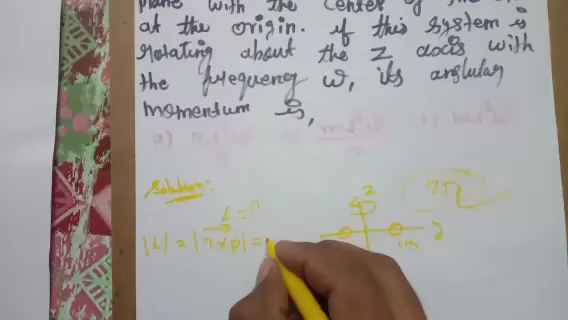 plane with the center of the
at the origin. if this system is
rotating about the z axis with
the frequency ω, its anglular
momentum is,
Solution:
L = ?
|L| = |r × p| =
z
y
m